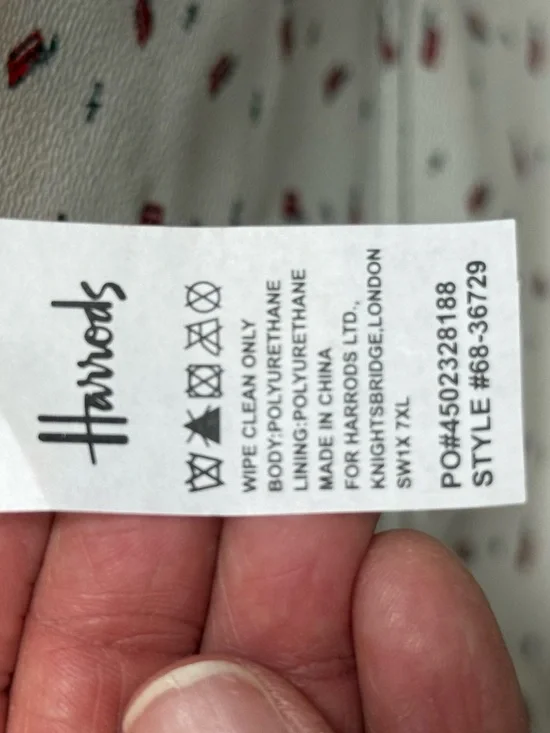 Harrods
WIPE CLEAN ONLY
BODY:POLYURETHANE
LINING:POLYURETHANE
MADE IN CHINA
FOR HARRODS LTD.,
KNIGHTSBRIDGE,LONDON
SW1X 7XL
PO#4502328188
STYLE #68-36729